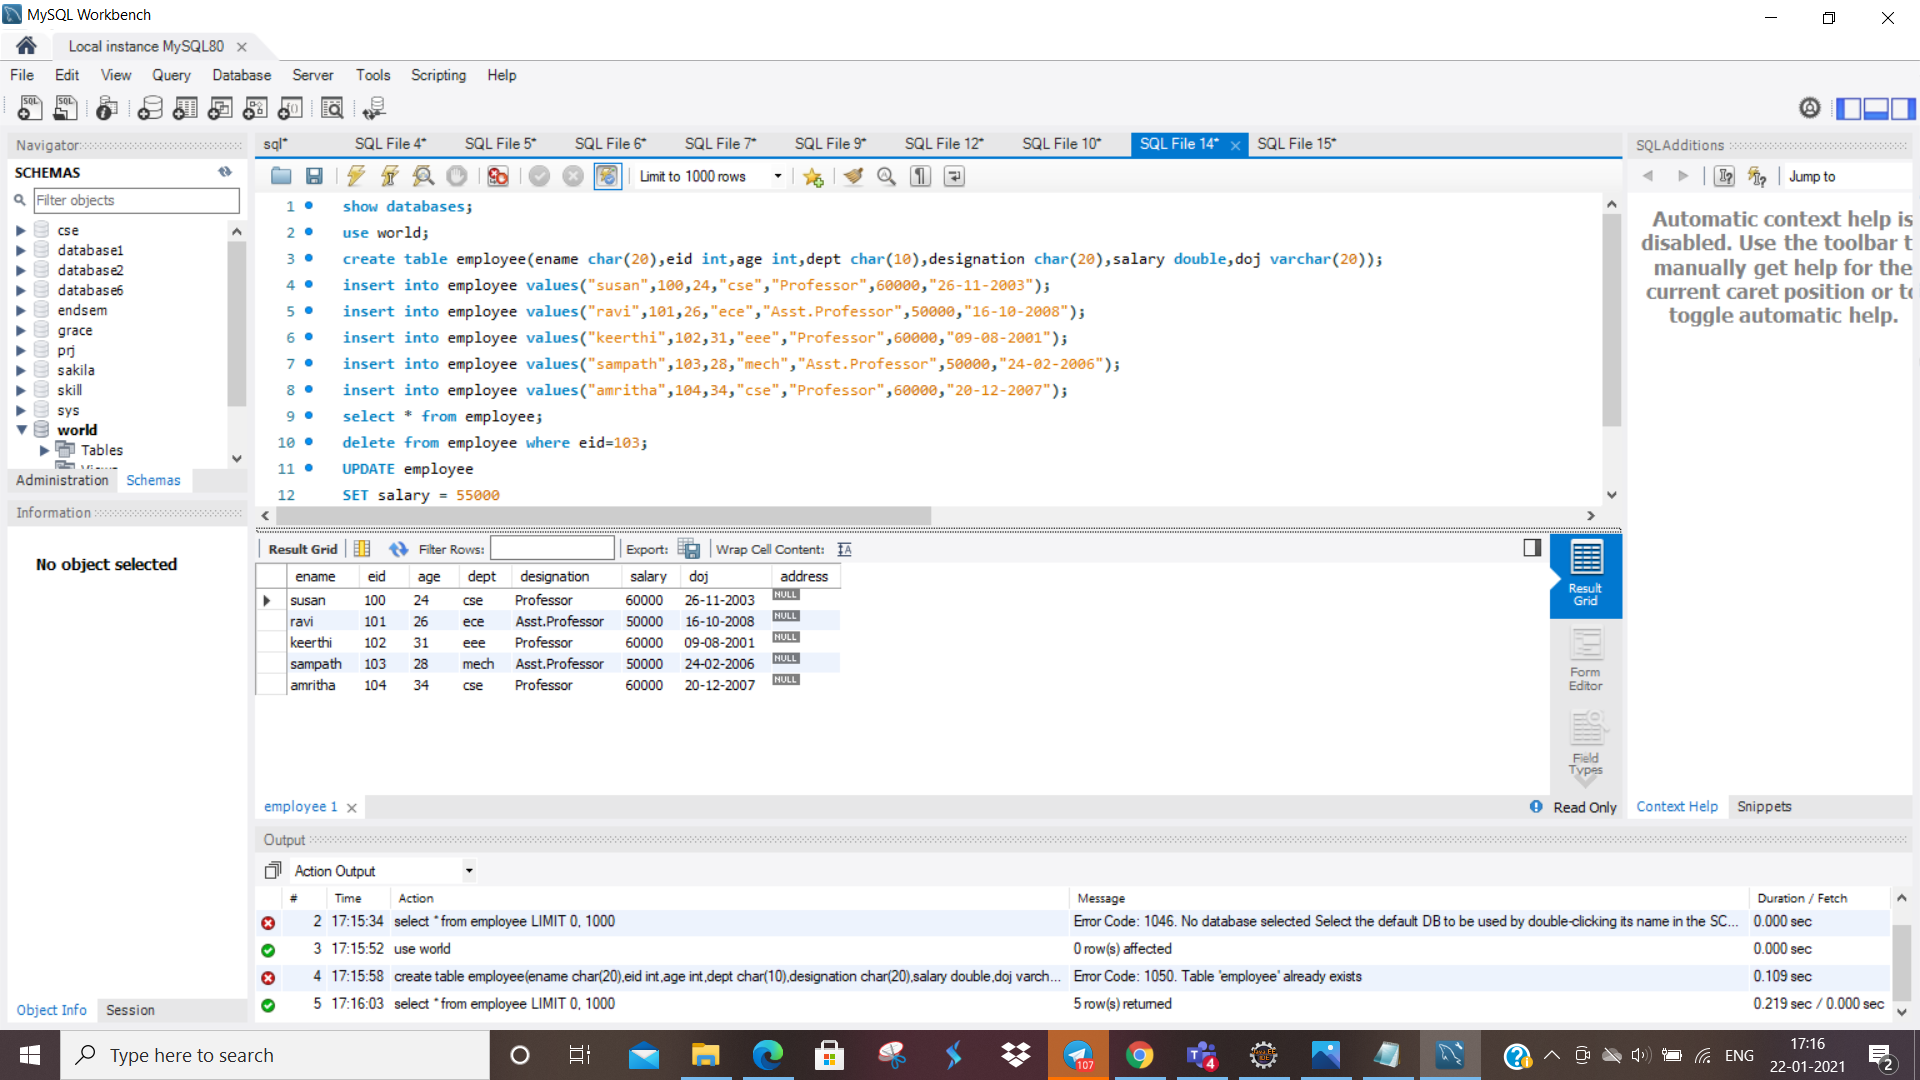 MySQL Workbench
Local instance MySQL80
File Edit View Query Database Server Tools Scripting Help
Navigator
SCHEMAS
Filter objects
cse
database1
database2
database6
endsem
grace
prj
sakila
skill
sys
world
Tables
Views
Administration Schemas
Information
No object selected
Object Info Session
sql* SQL File 4* SQL File 5* SQL File 6* SQL File 7* SQL File 9* SQL File 12* SQL File 10* SQL File 14* SQL File 15*
Limit to 1000 rows
1 show databases;
2 use world;
3 create table employee(ename char(20),eid int,age int,dept char(10),designation char(20),salary double,doj varchar(20));
4 insert into employee values("susan",100,24,"cse","Professor",60000,"26-11-2003");
5 insert into employee values("ravi",101,26,"ece","Asst.Professor",50000,"16-10-2008");
6 insert into employee values("keerthi",102,31,"eee","Professor",60000,"09-08-2001");
7 insert into employee values("sampath",103,28,"mech","Asst.Professor",50000,"24-02-2006");
8 insert into employee values("amritha",104,34,"cse","Professor",60000,"20-12-2007");
9 select * from employee;
10 delete from employee where eid=103;
11 UPDATE employee
12 SET salary = 55000
Result Grid Filter Rows: Export: Wrap Cell Content:
ename eid age dept designation salary doj address
susan 100 24 cse Professor 60000 26-11-2003 NULL
ravi 101 26 ece Asst.Professor 50000 16-10-2008 NULL
keerthi 102 31 eee Professor 60000 09-08-2001 NULL
sampath 103 28 mech Asst.Professor 50000 24-02-2006 NULL
amritha 104 34 cse Professor 60000 20-12-2007 NULL
Result
Grid
Form
Editor
Field
Types
employee 1
Read Only
SQLAdditions
Jump to
Automatic context help is
disabled. Use the toolbar t
manually get help for the
current caret position or to
toggle automatic help.
Context Help Snippets
Output
Action Output
# Time Action Message Duration / Fetch
2 17:15:34 select * from employee LIMIT 0, 1000 Error Code: 1046. No database selected Select the default DB to be used by double-clicking its name in the SC... 0.000 sec
3 17:15:52 use world 0 row(s) affected 0.000 sec
4 17:15:58 create table employee(ename char(20),eid int,age int,dept char(10),designation char(20),salary double,doj varch... Error Code: 1050. Table 'employee' already exists 0.109 sec
5 17:16:03 select * from employee LIMIT 0, 1000 5 row(s) returned 0.219 sec / 0.000 sec
Type here to search
107
4
ENG
17:16
22-01-2021
2